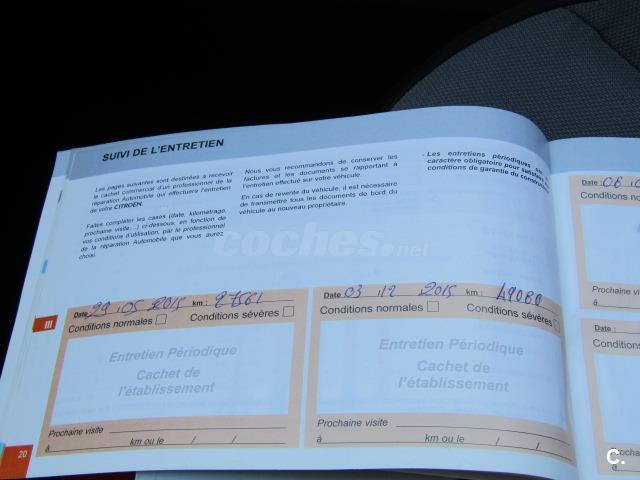 SUIVI DE L'ENTRETIEN
Les pages suivantes sont destinées à recevoir
le cachet commercial d'un professionnel de la
réparation Automobile qui effectuera l'entretien
de votre CITROËN.
Faites compléter les cases (date, kilométrage,
prochaine visite,...) ci-dessous, en fonction de
vos conditions d'utilisation, par le professionnel
de la réparation Automobile que vous aurez
choisi.
Nous vous recommandons de conserver les
factures et les documents se rapportant à
l'entretien effectué sur votre véhicule.
En cas de revente du véhicule, il est nécessaire
de transmettre tous les documents de bord du
véhicule au nouveau propriétaire.
- Les entretiens périodiques
caractère obligatoire pour
conditions de garantie du
coches.net
III
Date 29 05 2015 km : 27561
Conditions normales Conditions sévères
Entretien Périodique
Cachet de
l'établissement
Prochaine visite
à km ou le / /
Date 03 12 2015 km : 49080
Conditions normales Conditions sévères
Entretien Périodique
Cachet de
l'établissement
Prochaine visite
à km ou le / /
Date : 06
Conditions
Prochaine visite
à
Date :
Conditions
20
C.